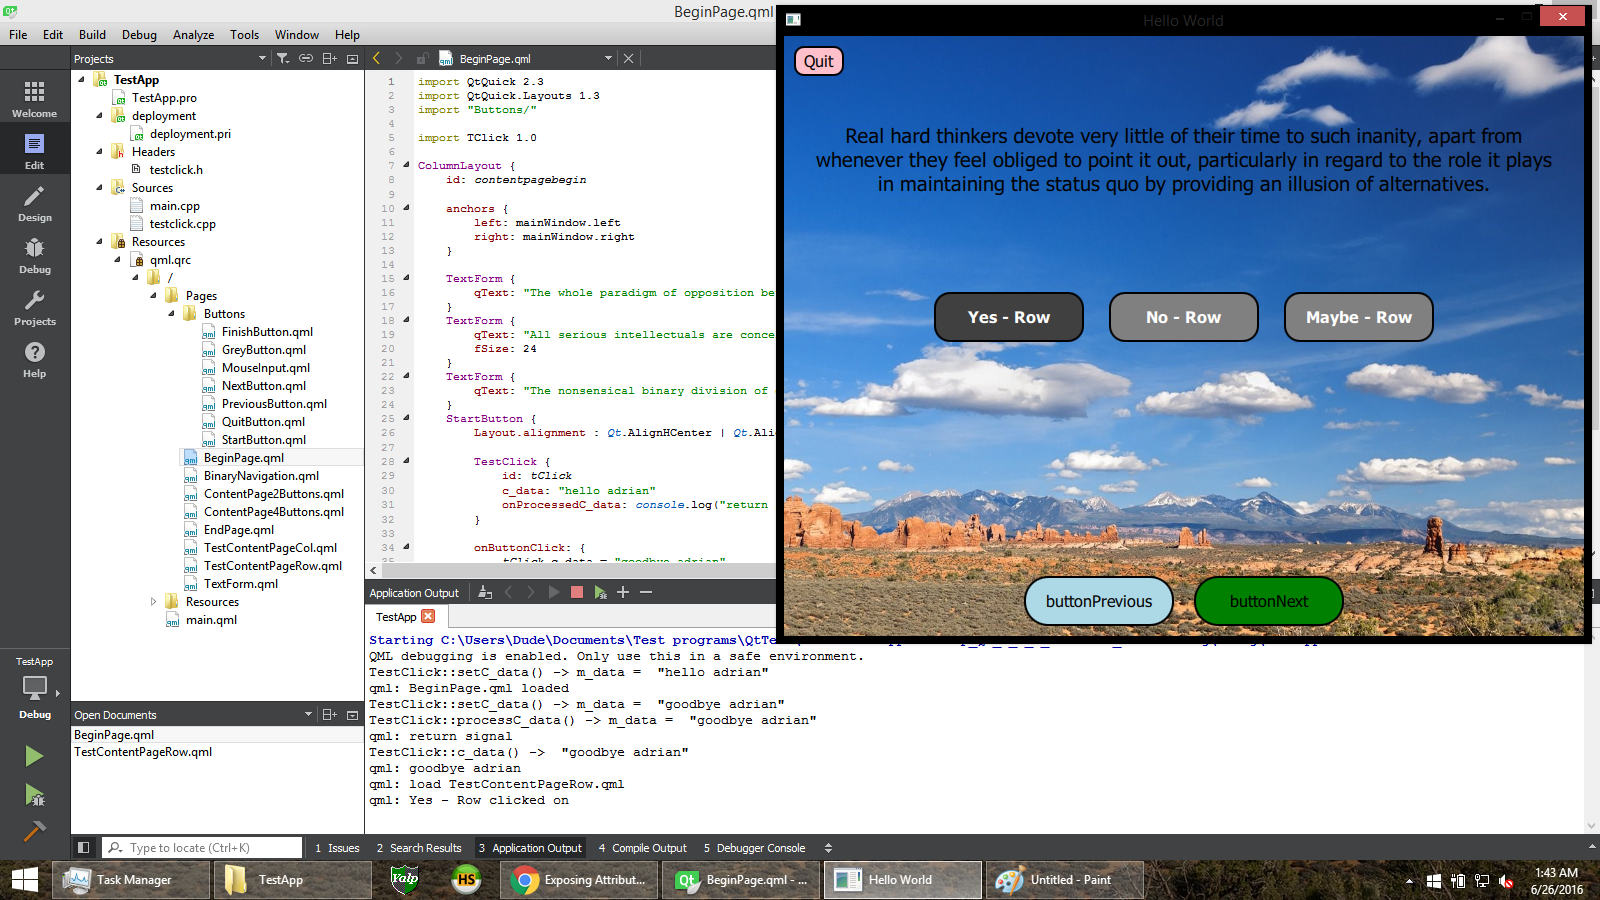 BeginPage.qml
File Edit Build Debug Analyze Tools Window Help
Welcome
Edit
Design
Debug
Projects
Help
TestApp
Debug
Projects
TestApp
TestApp.pro
deployment
deployment.pri
Headers
testclick.h
Sources
main.cpp
testclick.cpp
Resources
qml.qrc
/
Pages
Buttons
FinishButton.qml
GreyButton.qml
MouseInput.qml
NextButton.qml
PreviousButton.qml
QuitButton.qml
StartButton.qml
BeginPage.qml
BinaryNavigation.qml
ContentPage2Buttons.qml
ContentPage4Buttons.qml
EndPage.qml
TestContentPageCol.qml
TestContentPageRow.qml
TextForm.qml
Resources
main.qml
Open Documents
BeginPage.qml
TestContentPageRow.qml
BeginPage.qml
1 import QtQuick 2.3
2 import QtQuick.Layouts 1.3
3 import "Buttons/"
4
5 import TClick 1.0
6
7 ColumnLayout {
8 id: contentpagebegin
9
10 anchors {
11 left: mainWindow.left
12 right: mainWindow.right
13 }
14
15 TextForm {
16 qText: "The whole paradigm of opposition be
17 }
18 TextForm {
19 qText: "All serious intellectuals are conce
20 fSize: 24
21 }
22 TextForm {
23 qText: "The nonsensical binary division of
24 }
25 StartButton {
26 Layout.alignment : Qt.AlignHCenter | Qt.Ali
27
28 TestClick {
29 id: tClick
30 c_data: "hello adrian"
31 onProcessedC_data: console.log("return
32 }
33
34 onButtonClick: {
Application Output
TestApp
Starting C:\Users\Dude\Documents\Test programs\QtTe
QML debugging is enabled. Only use this in a safe environment.
TestClick::setC_data() -> m_data =  "hello adrian"
qml: BeginPage.qml loaded
TestClick::setC_data() -> m_data =  "goodbye adrian"
TestClick::processC_data() -> m_data =  "goodbye adrian"
qml: return signal
TestClick::c_data() ->  "goodbye adrian"
qml: goodbye adrian
qml: load TestContentPageRow.qml
qml: Yes - Row clicked on
Hello World
Quit
Real hard thinkers devote very little of their time to such inanity, apart from
whenever they feel obliged to point it out, particularly in regard to the role it plays
in maintaining the status quo by providing an illusion of alternatives.
Yes - Row No - Row Maybe - Row
buttonPrevious buttonNext
Type to locate (Ctrl+K) 1 Issues 2 Search Results 3 Application Output 4 Compile Output 5 Debugger Console
Task Manager TestApp Yalp HS Exposing Attribut... BeginPage.qml - ... Hello World Untitled - Paint
1:43 AM
6/26/2016